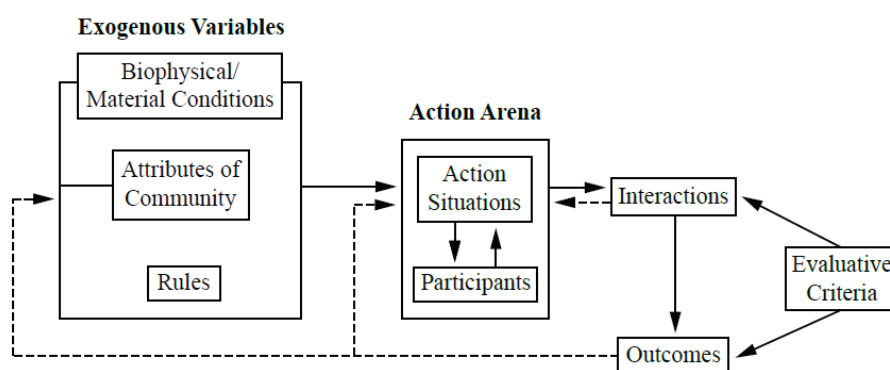 Exogenous Variables
Biophysical/
Material Conditions
Attributes of
Community
Rules
Action Arena
Action
Situations
Participants
Interactions
Outcomes
Evaluative
Criteria